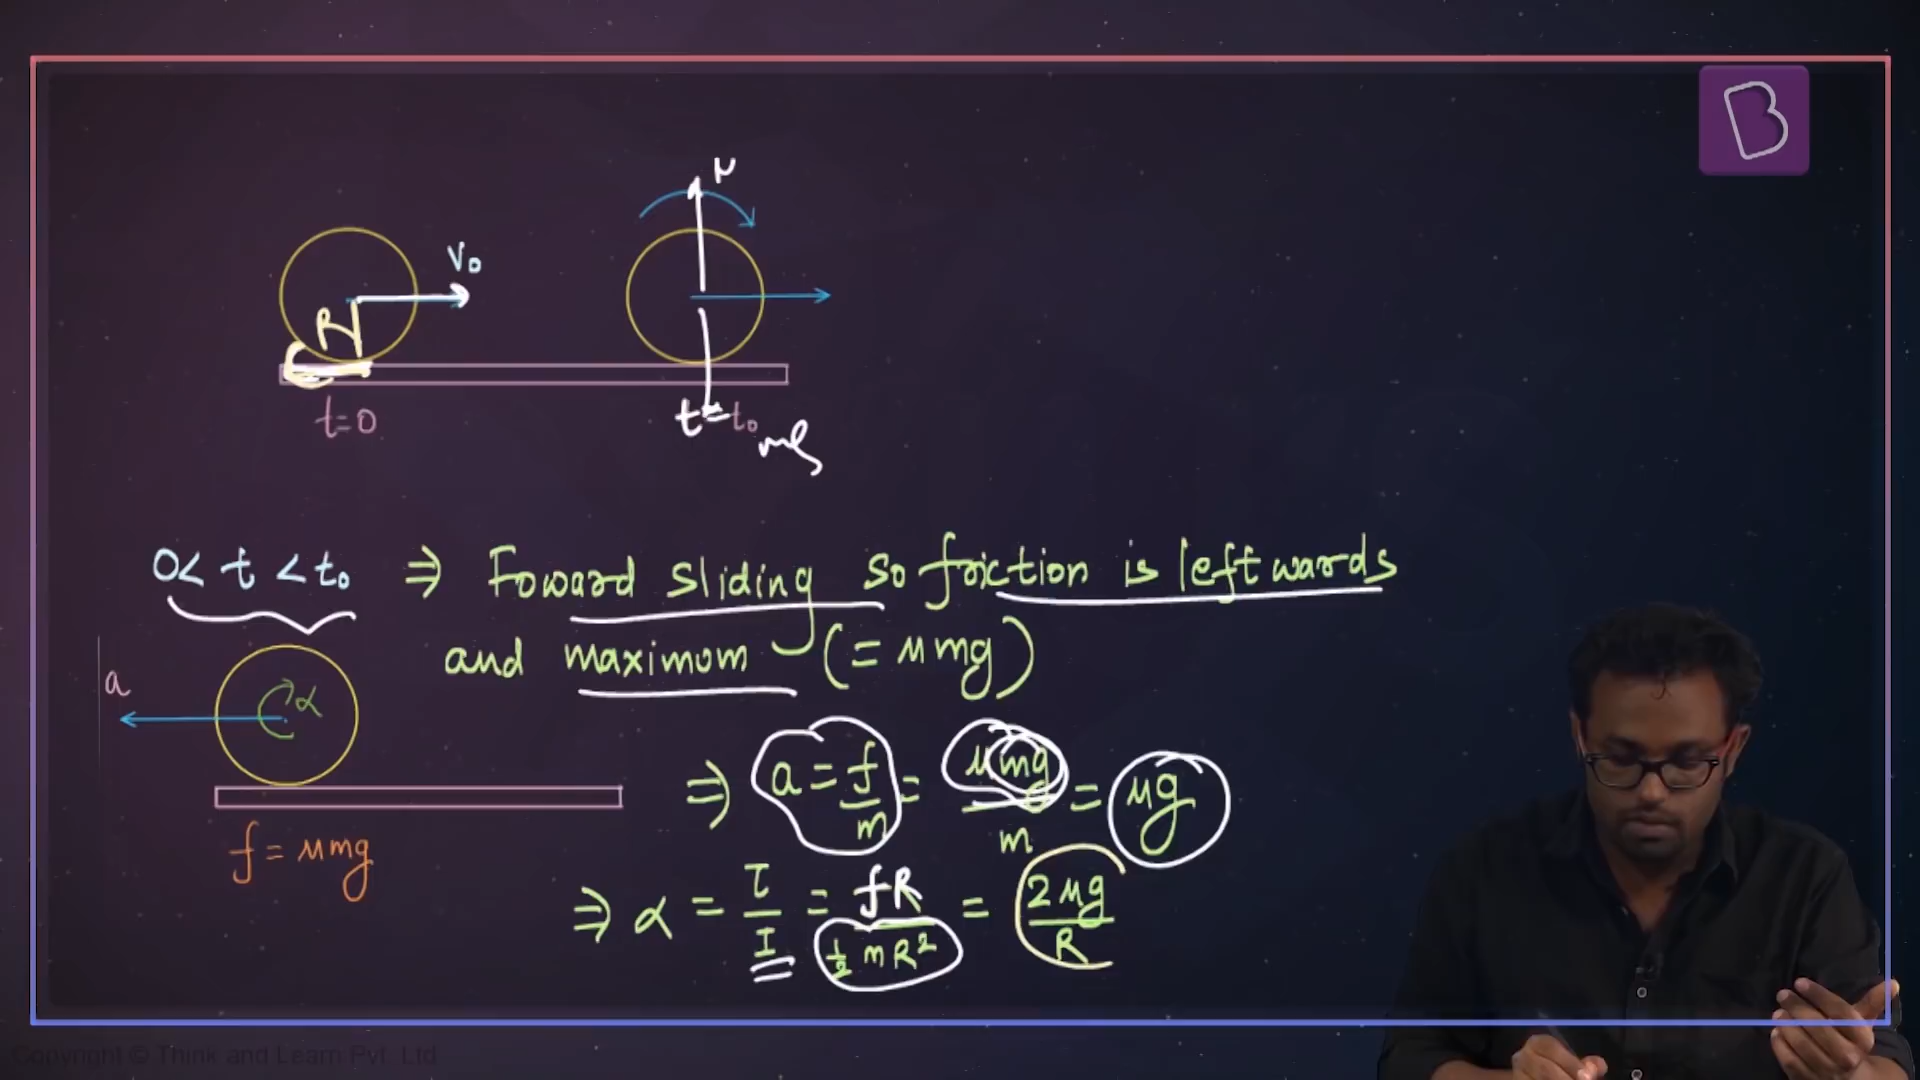 B
N
V₀
R
t=0
t=t₀
mg
0< t <t₀ ⇒ Foward sliding so friction is leftwards
and maximum (= μmg)
a
α
⇒ a = f/m = μmg/m = μg
f = μmg
⇒ α = τ/I = fR/½mR² = 2μg/R
Copyright © Think and Learn Pvt. Ltd